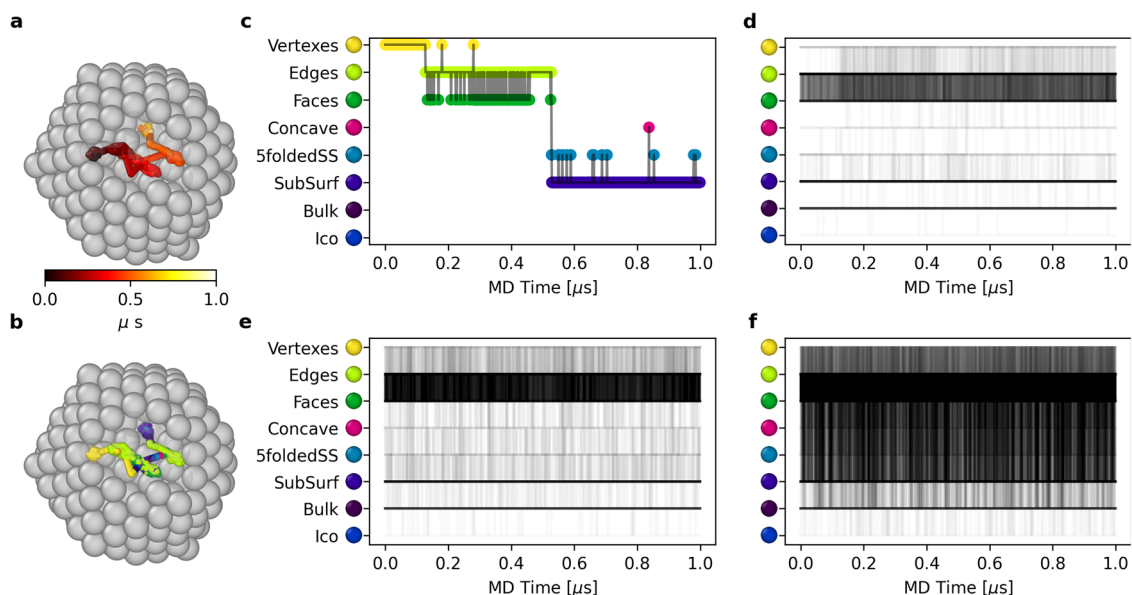 a
0.0 0.5 1.0
μ s
b
c
Vertexes
Edges
Faces
Concave
5foldedSS
SubSurf
Bulk
Ico
0.0 0.2 0.4 0.6 0.8 1.0
MD Time [μs]
d
0.0 0.2 0.4 0.6 0.8 1.0
MD Time [μs]
e
Vertexes
Edges
Faces
Concave
5foldedSS
SubSurf
Bulk
Ico
0.0 0.2 0.4 0.6 0.8 1.0
MD Time [μs]
f
0.0 0.2 0.4 0.6 0.8 1.0
MD Time [μs]